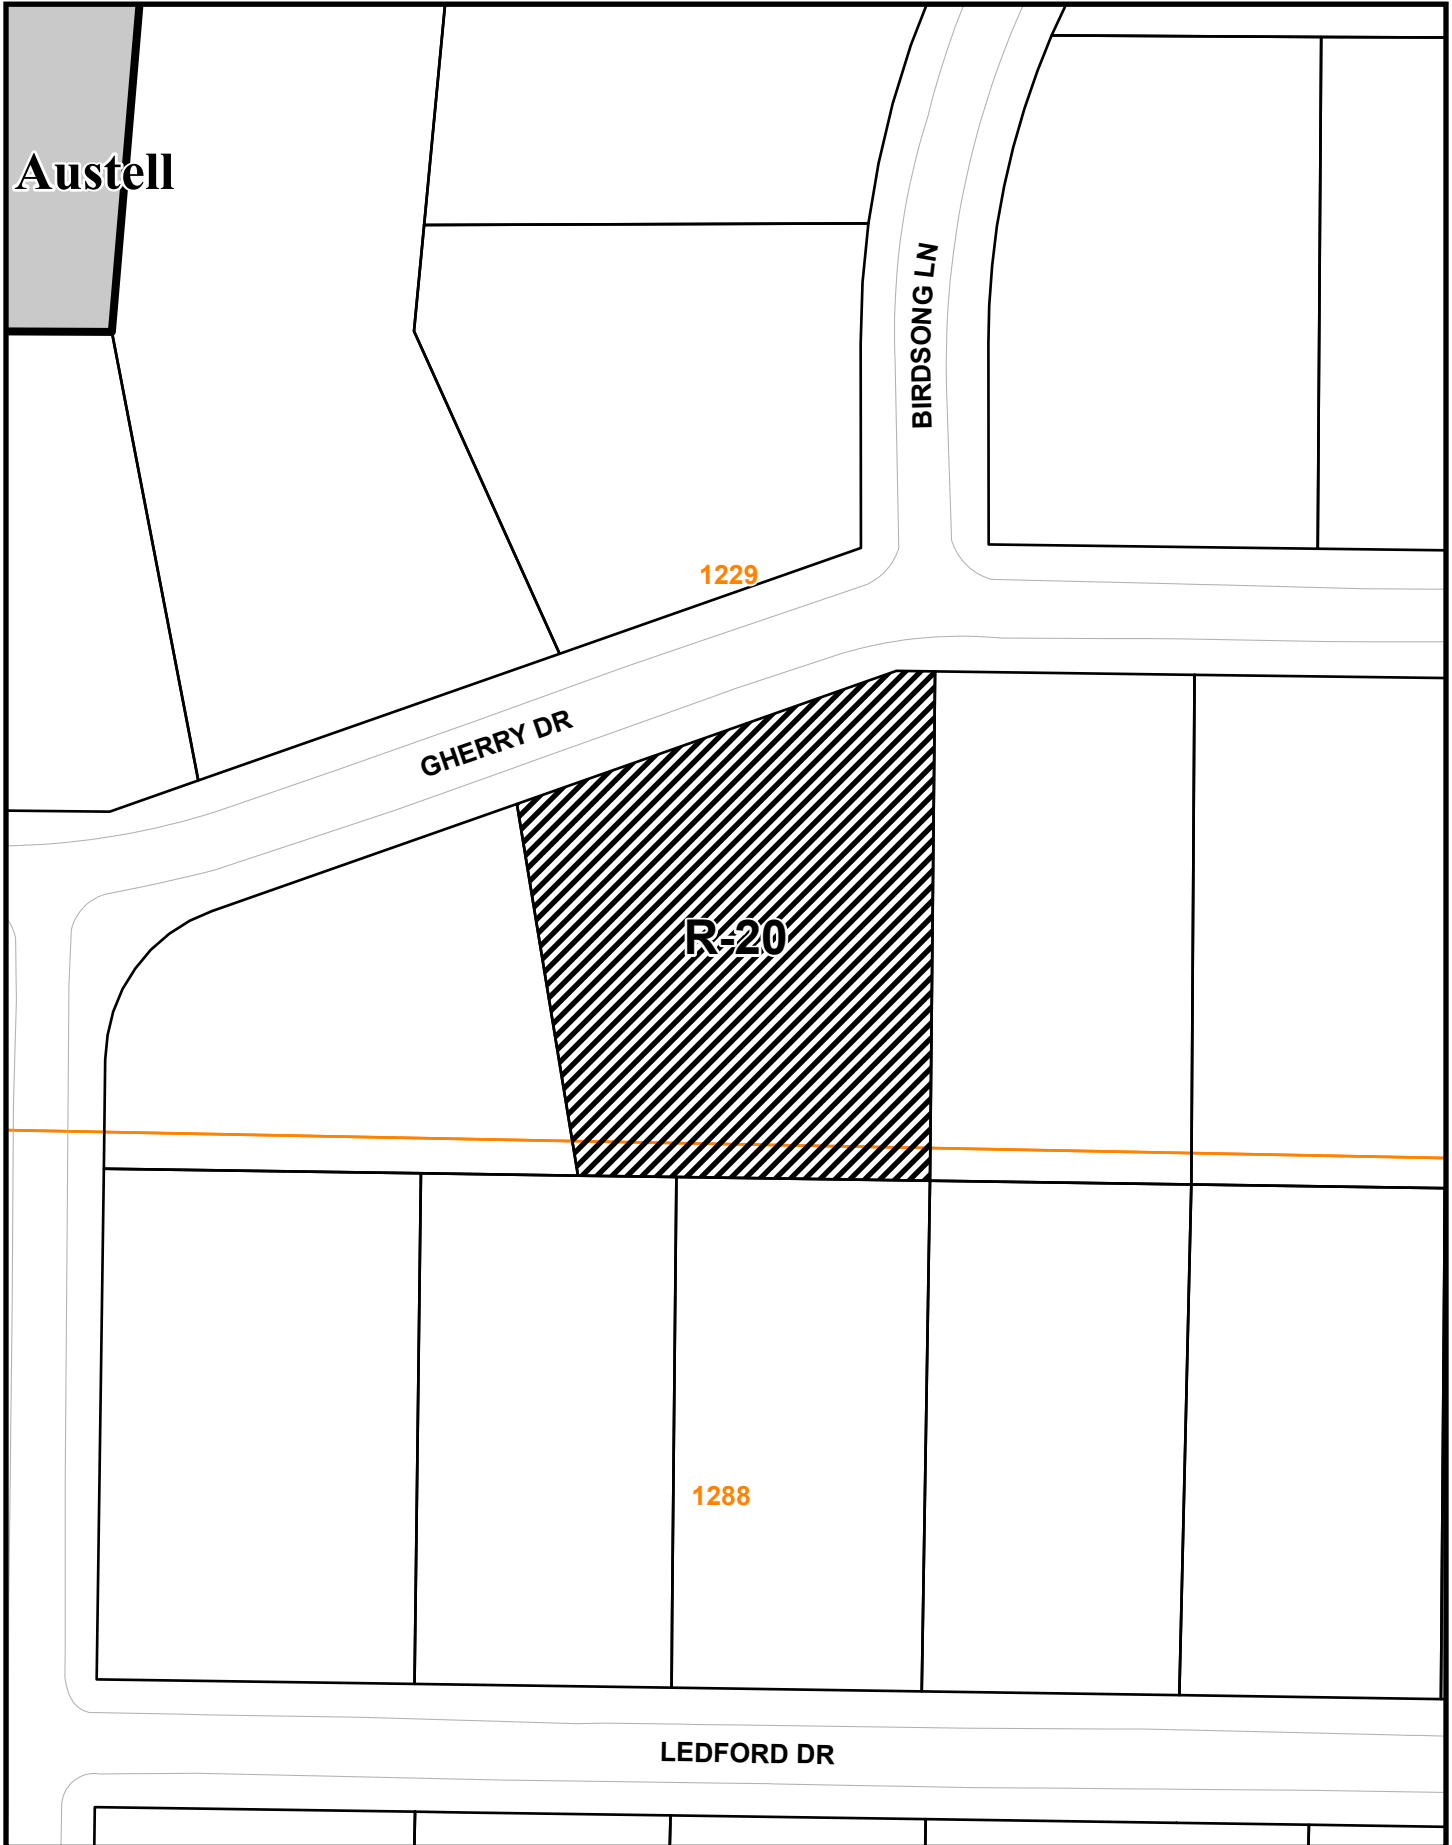 Austell
BIRDSONG LN
1229
GHERRY DR
R-20
1288
LEDFORD DR